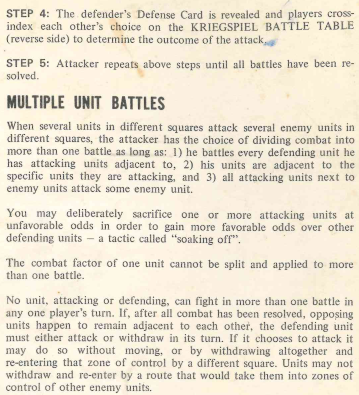 STEP 4: The defender's Defense Card is revealed and players cross-
index each other's choice on the KRIEGSPIEL BATTLE TABLE
(reverse side) to determine the outcome of the attack.
STEP 5: Attacker repeats above steps until all battles have been re-
solved.
MULTIPLE UNIT BATTLES
When several units in different squares attack several enemy units in
different squares, the attacker has the choice of dividing combat into
more than one battle as long as: 1) he battles every defending unit he
has attacking units adjacent to, 2) his units are adjacent to the
specific units they are attacking, and 3) all attacking units next to
enemy units attack some enemy unit.
You may deliberately sacrifice one or more attacking units at
unfavorable odds in order to gain more favorable odds over other
defending units – a tactic called "soaking off".
The combat factor of one unit cannot be split and applied to more
than one battle.
No unit, attacking or defending, can fight in more than one battle in
any one player's turn. If, after all combat has been resolved, opposing
units happen to remain adjacent to each other, the defending unit
must either attack or withdraw in its turn. If it chooses to attack it
may do so without moving, or by withdrawing altogether and
re-entering that zone of control by a different square. Units may not
withdraw and re-enter by a route that would take them into zones of
control of other enemy units.